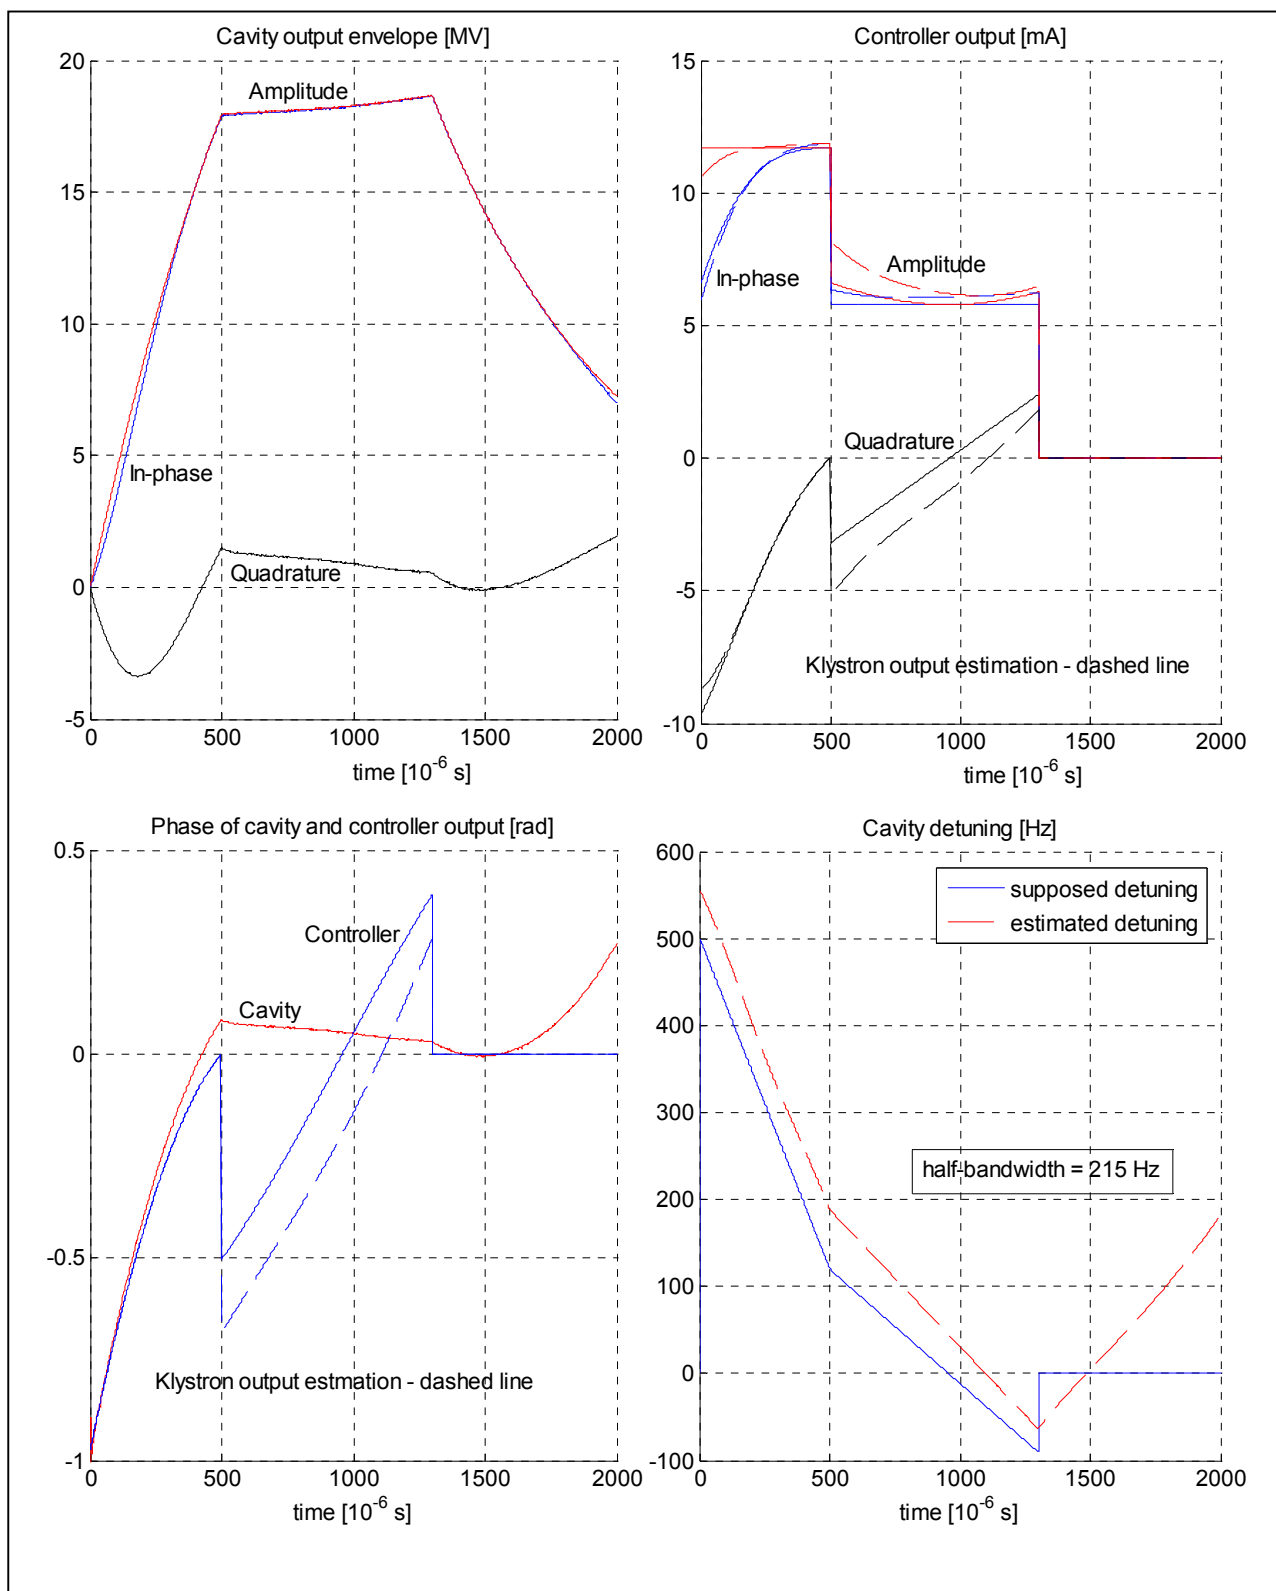 Cavity output envelope [MV]
20
15
10
5
0
-5
Amplitude
In-phase
Quadrature
0 500 1000 1500 2000
time [10⁻⁶ s]
Controller output [mA]
15
10
5
0
-5
-10
In-phase
Amplitude
Quadrature
Klystron output estimation - dashed line
0 500 1000 1500 2000
time [10⁻⁶ s]
Phase of cavity and controller output [rad]
0.5
0
-0.5
-1
Controller
Cavity
Klystron output estmation - dashed line
0 500 1000 1500 2000
time [10⁻⁶ s]
Cavity detuning [Hz]
600
500
400
300
200
100
0
-100
supposed detuning
estimated detuning
half-bandwidth = 215 Hz
0 500 1000 1500 2000
time [10⁻⁶ s]